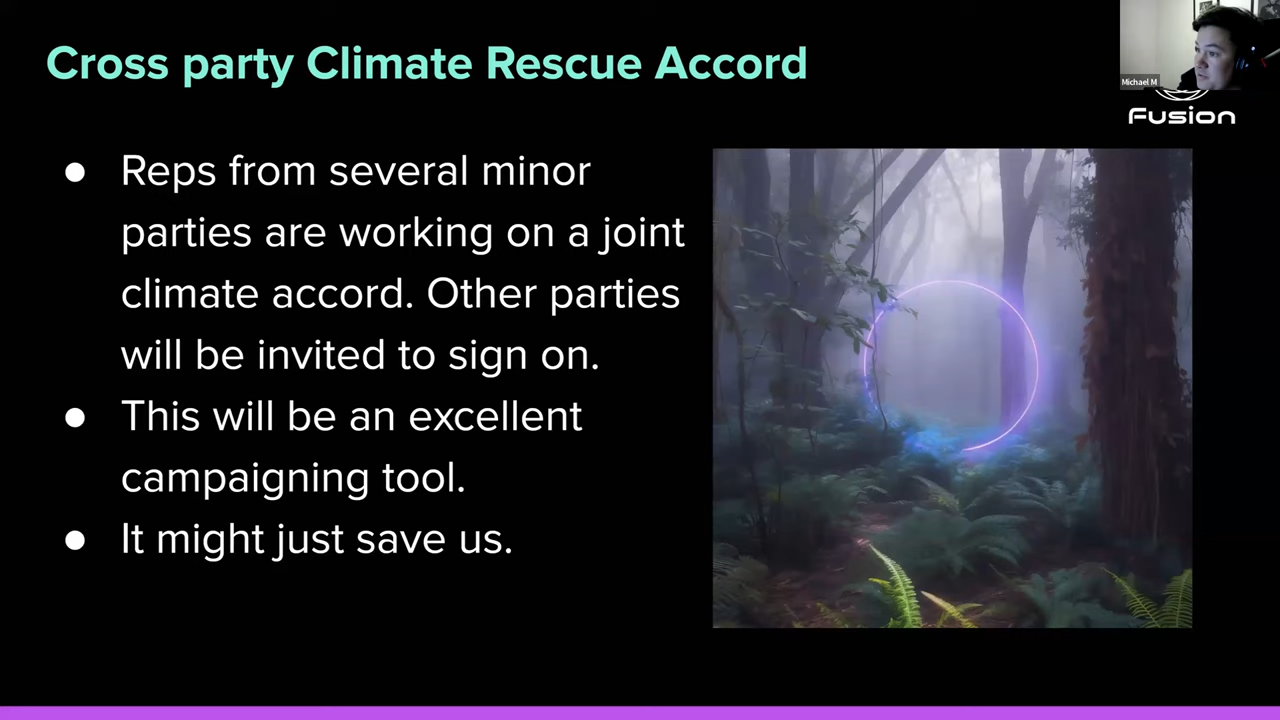 Cross party Climate Rescue Accord
Michael M
Fusion
● Reps from several minor
parties are working on a joint
climate accord. Other parties
will be invited to sign on.
● This will be an excellent
campaigning tool.
● It might just save us.